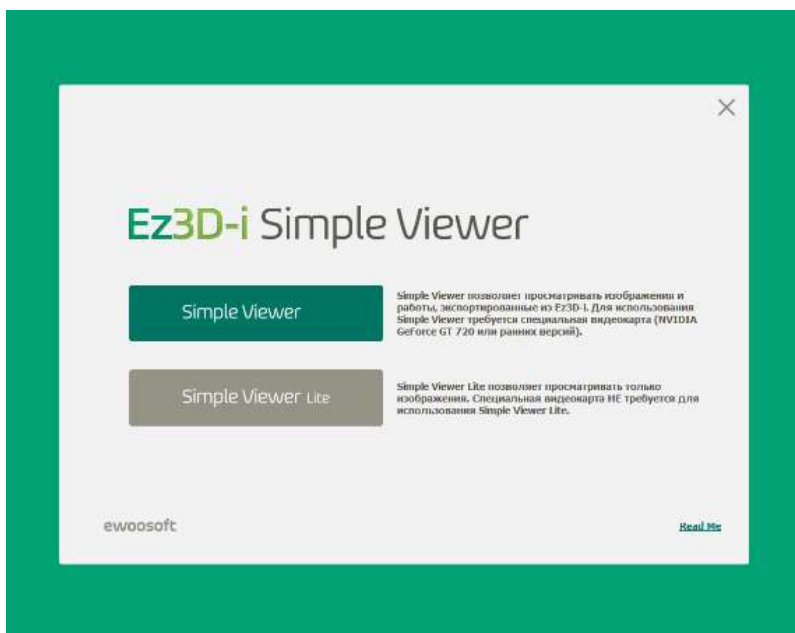 Ez3D-i Simple Viewer
Simple Viewer
Simple Viewer позволяет просматривать изображения и
работы, экспортированные из Ez3D-i. Для использования
Simple Viewer требуется специальная видеокарта (NVIDIA
GeForce GT 720 или ранних версий).
Simple Viewer Lite
Simple Viewer Lite позволяет просматривать только
изображения. Специальная видеокарта НЕ требуется для
использования Simple Viewer Lite.
ewoosoft
Read Me